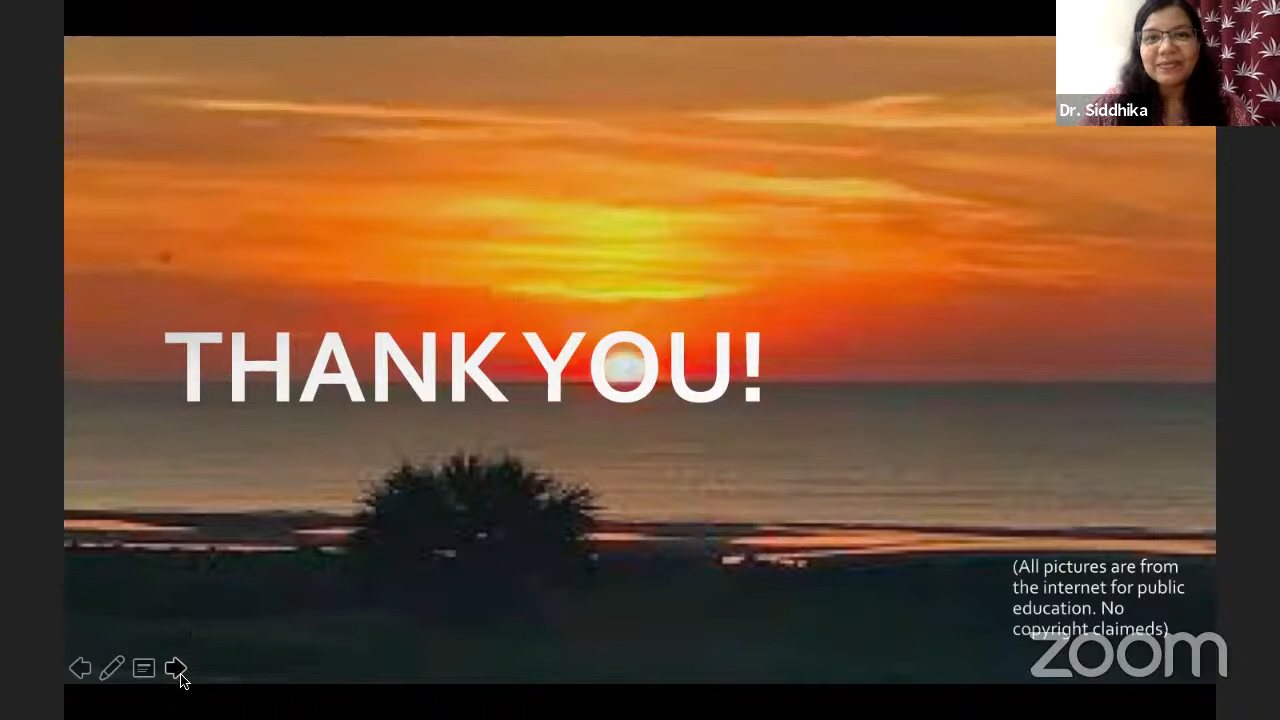 Dr. Siddhika
THANK YOU!
(All pictures are from
the internet for public
education. No
copyright claimeds)
zoom